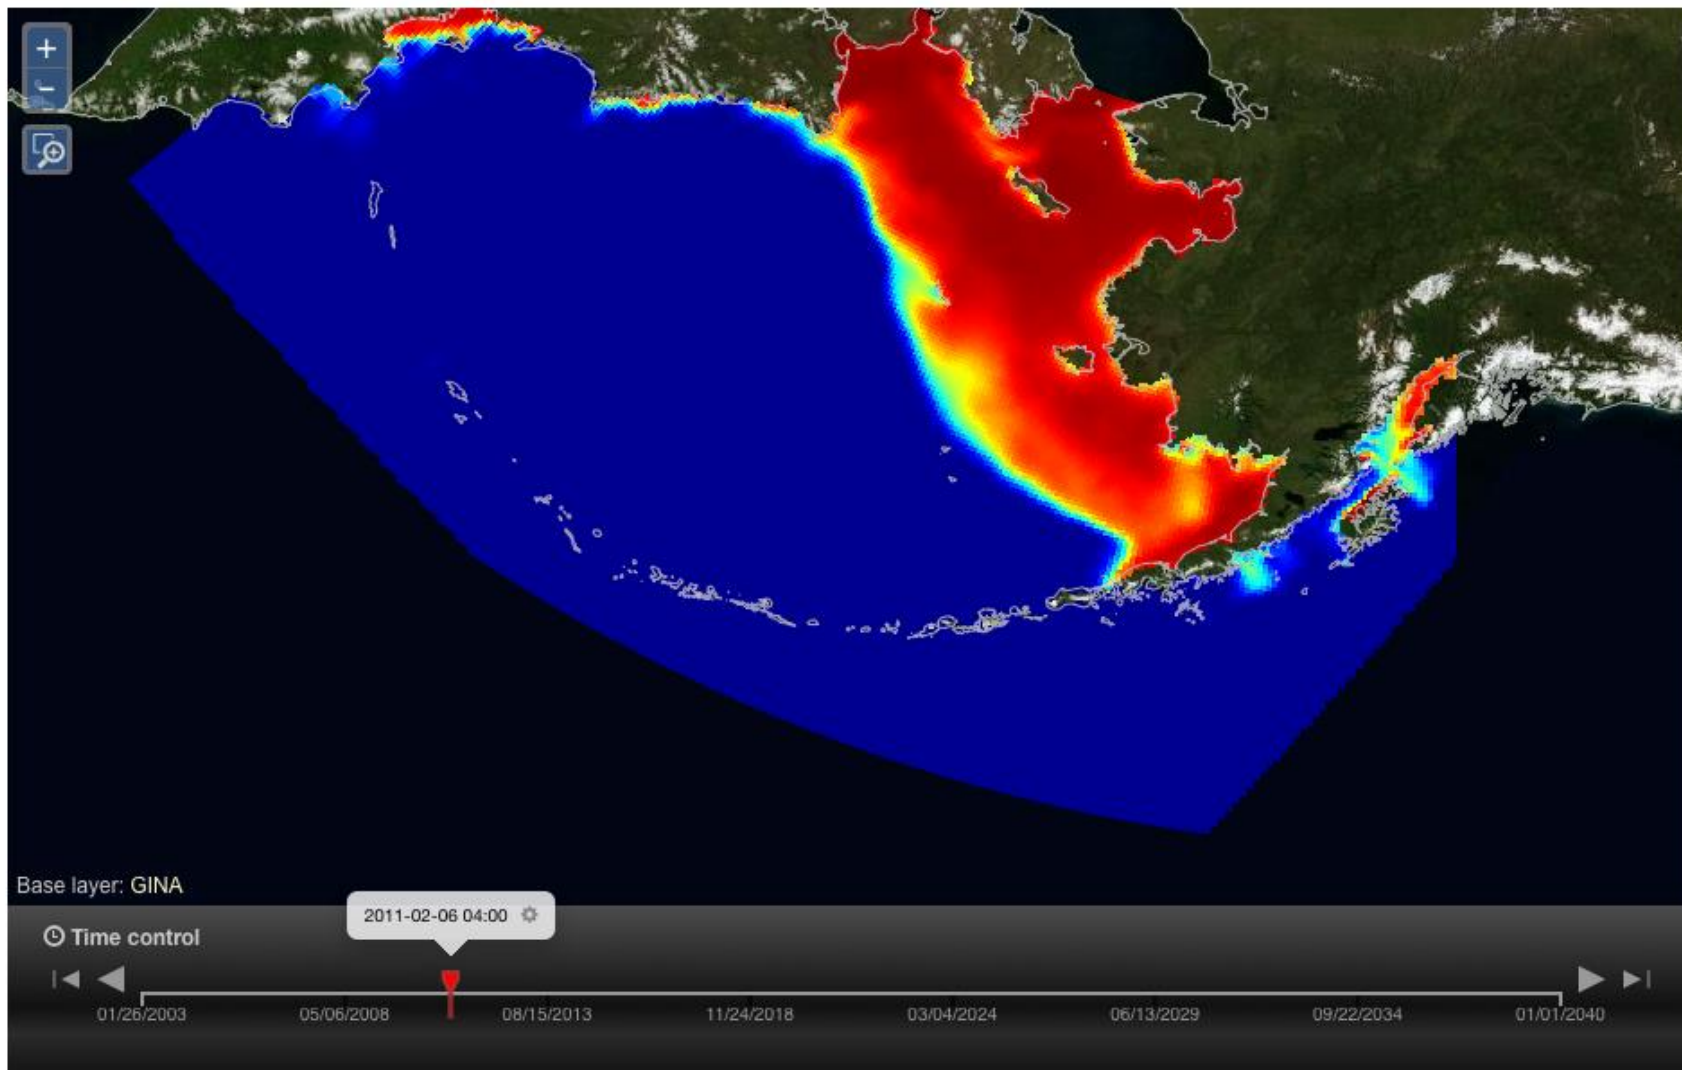 +
−
Base layer: GINA
2011-02-06 04:00
Time control
01/26/2003 05/06/2008 08/15/2013 11/24/2018 03/04/2024 06/13/2029 09/22/2034 01/01/2040